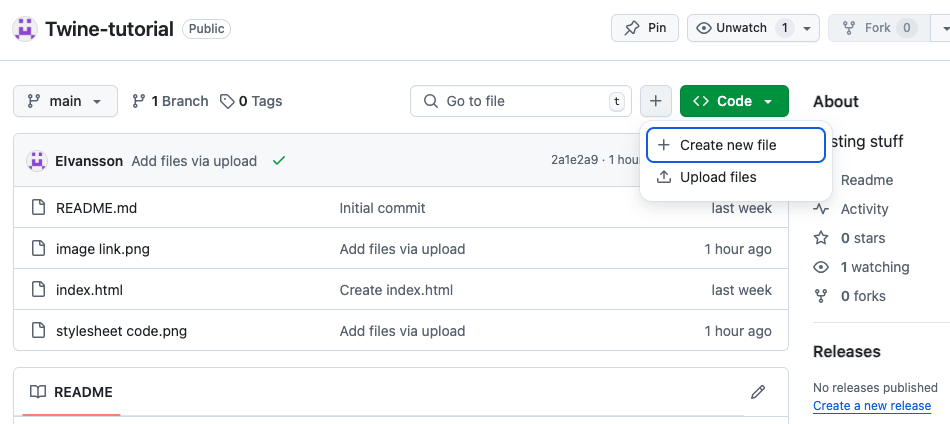 Twine-tutorial Public Pin Unwatch 1 Fork 0
main 1 Branch 0 Tags Go to file t Code
About
Create new file
Upload files
sting stuff
Elvansson Add files via upload 2a1e2a9 · 1 hou
Readme
README.md Initial commit last week
Activity
image link.png Add files via upload 1 hour ago
0 stars
1 watching
index.html Create index.html last week
0 forks
stylesheet code.png Add files via upload 1 hour ago
Releases
README
No releases published
Create a new release